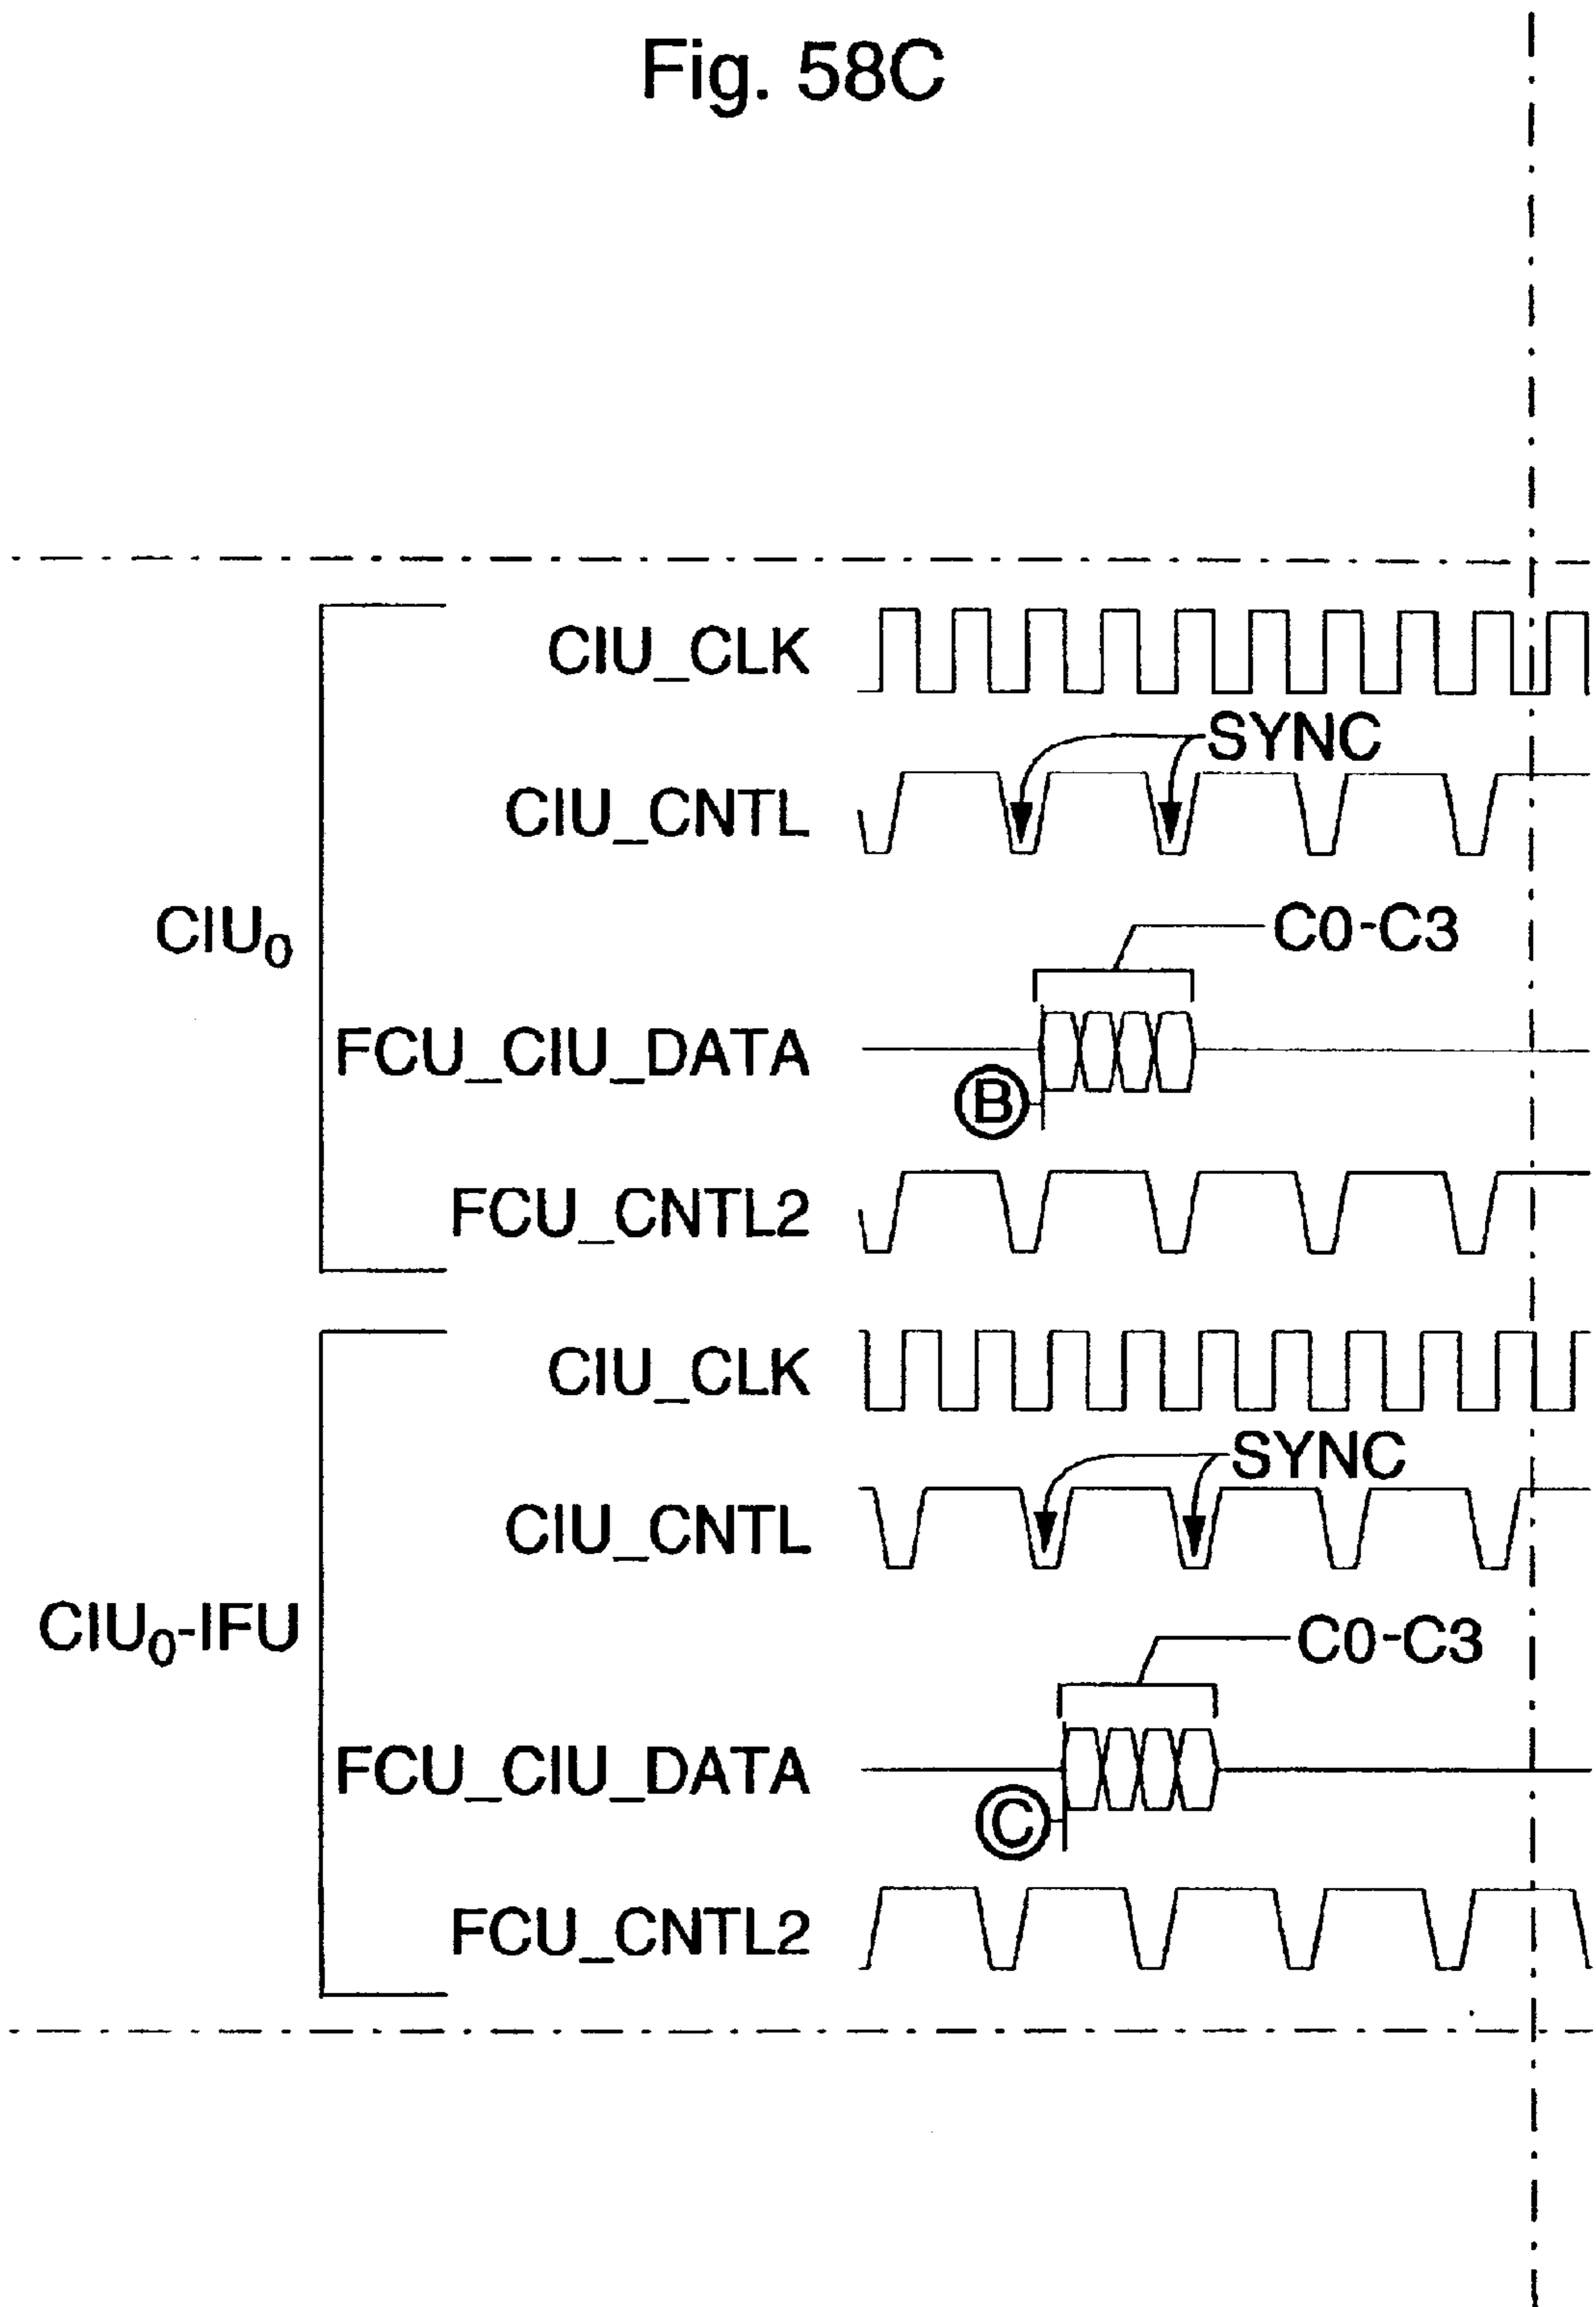 Fig. 58C
CIU_CLK
SYNC
CIU_CNTL
C0-C3
CIU₀
FCU_CIU_DATA
B
FCU_CNTL2
CIU_CLK
SYNC
CIU_CNTL
CIU₀-IFU
C0-C3
FCU_CIU_DATA
C
FCU_CNTL2